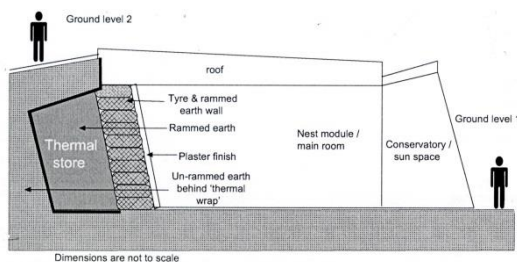 Ground level 2
roof
Tyre & rammed
earth wall
Rammed earth
Thermal
store
Plaster finish
Un-rammed earth
behind 'thermal
wrap'
Nest module /
main room
Conservatory /
sun space
Ground level
Dimensions are not to scale